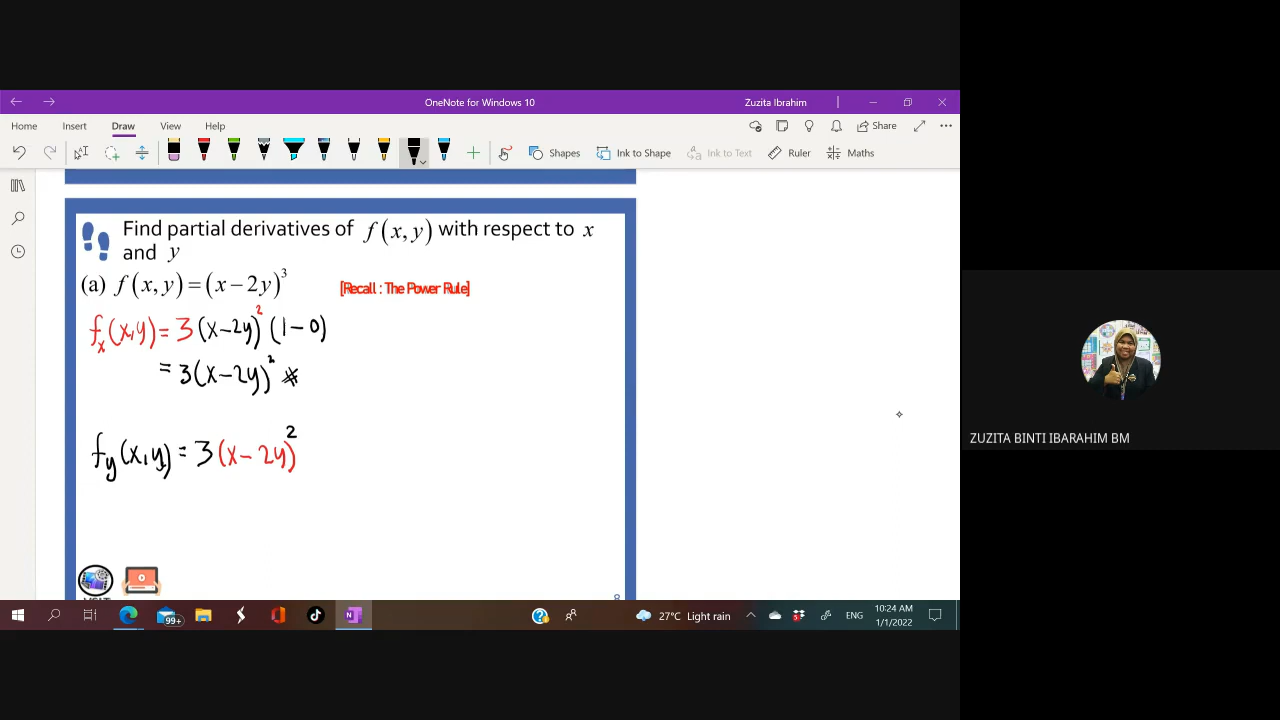 OneNote for Windows 10
Zuzita Ibrahim
Home Insert Draw View Help
Share
Shapes Ink to Shape Ink to Text Ruler Maths
Find partial derivatives of f(x, y) with respect to x
and y
(a) f(x, y) = (x − 2y)³
[Recall : The Power Rule]
fₓ(x,y) = 3(x−2y)²(1−0)
= 3(x−2y)² *
f_y(x,y) = 3(x−2y)²
8
ZUZITA BINTI IBARAHIM BM
99+
27°C Light rain
ENG
10:24 AM
1/1/2022